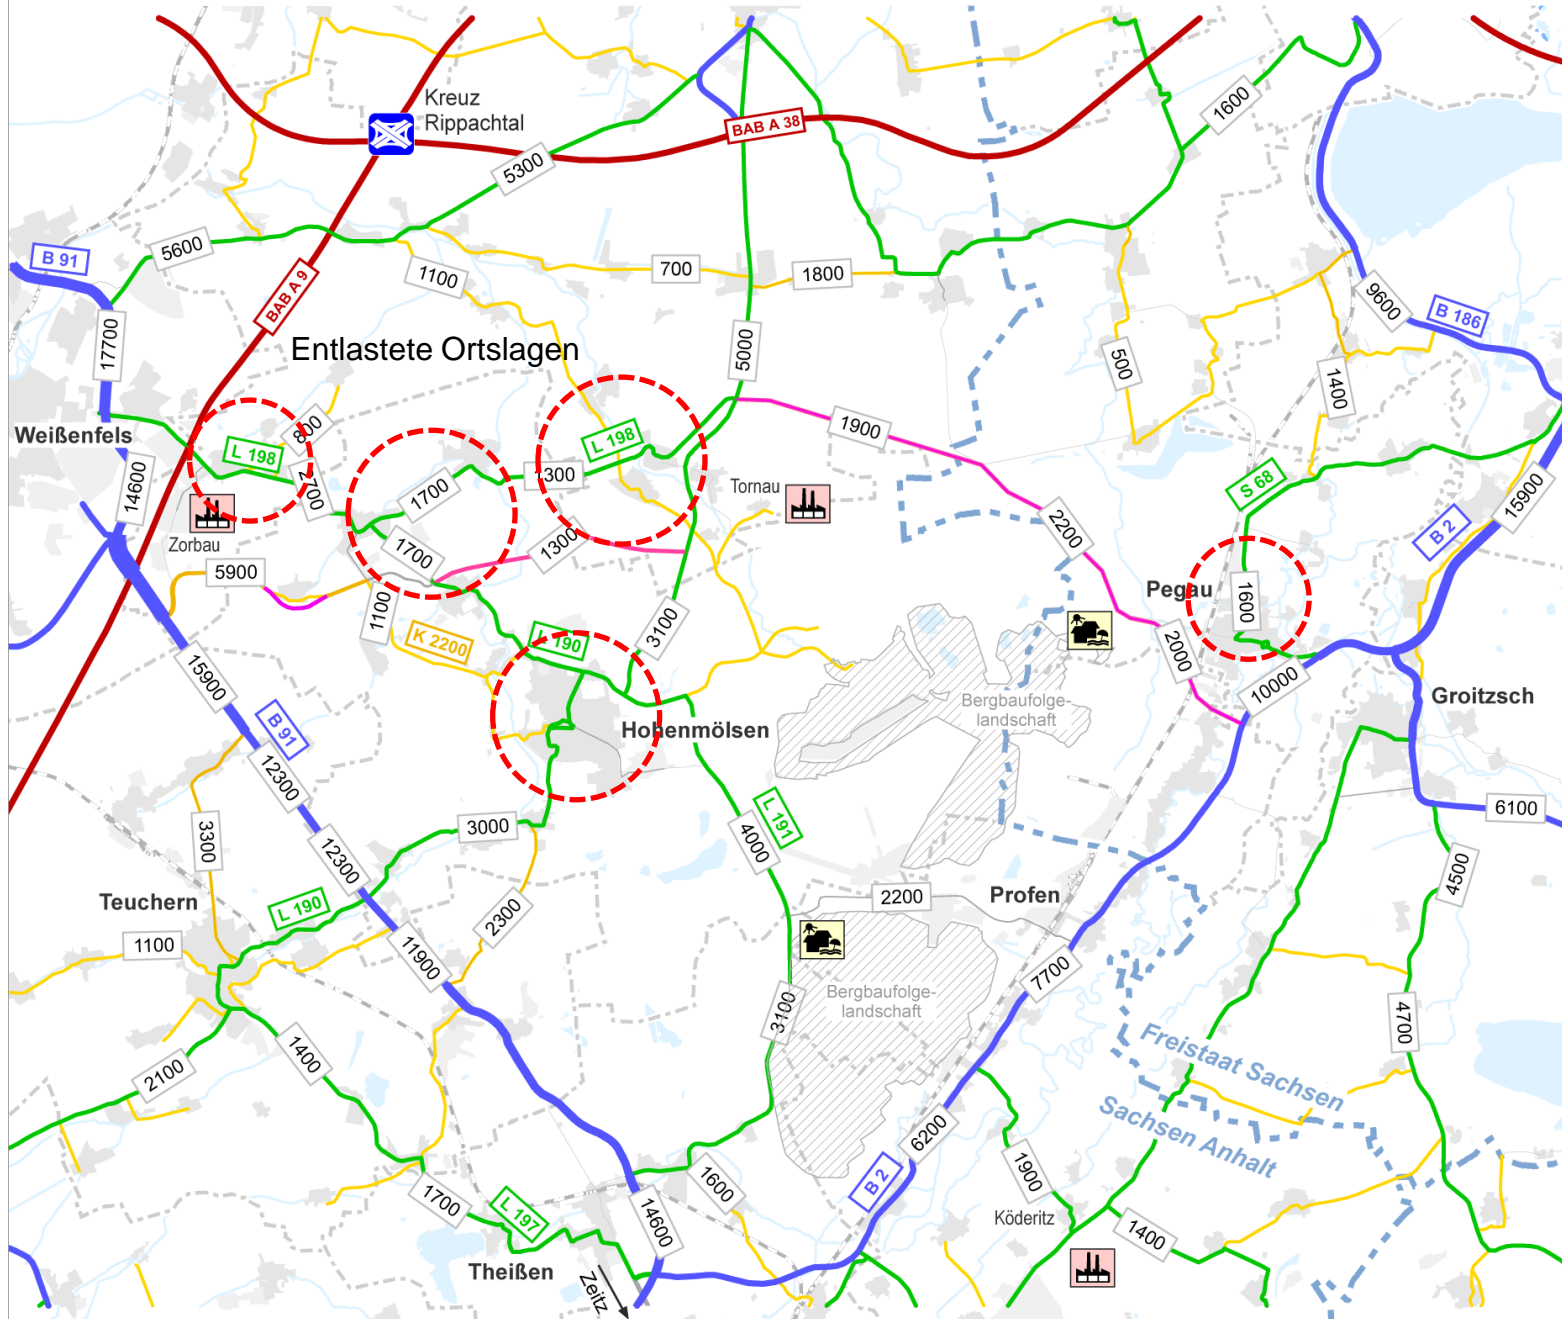 Kreuz
Rippachtal
1600
BAB A 38
5300
5600
B 91
1100
700
1800
BAB A 9
9600
B 186
17700
Entlastete Ortslagen
5000
500
1400
800
1900
Weißenfels
L 198
L 198
1300
14600
2700
1700
Tornau
S 68
15900
B 2
Zorbau
1700
1300
2200
5900
1100
3100
Pegau
1600
K 2200
L 190
2000
15900
10000
Groitzsch
Bergbaufolge-
landschaft
B 91
Hohenmölsen
12300
6100
3300
12300
3000
4000
L 191
4500
Teuchern
L 190
2300
2200
Profen
1100
11900
7700
Bergbaufolge-
landschaft
3100
4700
1400
Freistaat Sachsen
2100
Sachsen Anhalt
6200
B 2
1900
1700
L 197
1600
14600
Köderitz
1400
Theißen
Zeitz